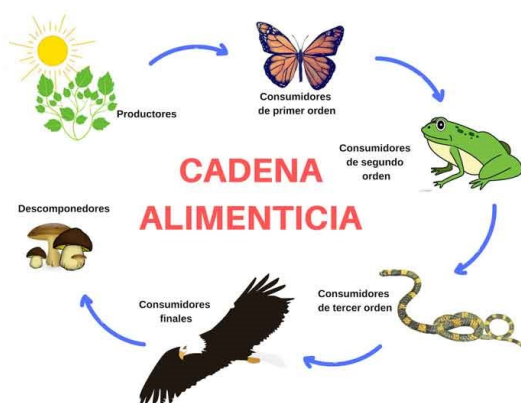 Productores
Consumidores
de primer orden
Consumidores
de segundo
orden
CADENA
ALIMENTICIA
Descomponedores
Consumidores
de tercer orden
Consumidores
finales